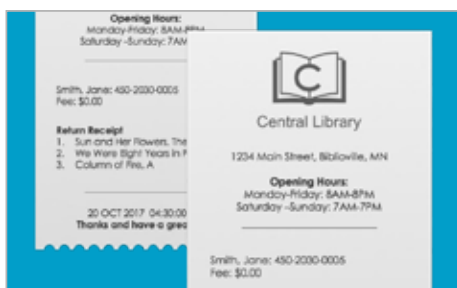 Opening Hours:
Monday-Friday: 8AM-8PM
Saturday -Sunday: 7AM
Smith, Jane: 450-2030-0005
Fee: $0.00
Return Receipt
1. Sun and Her Flowers, The
2. We Were Eight Years in
3. Column of Fire, A
20 OCT 2017 04:30:00
Thanks and have a grea
C
Central Library
1234 Main Street, Biblioville, MN
Opening Hours:
Monday-Friday: 8AM-8PM
Saturday -Sunday: 7AM-7PM
Smith, Jane: 450-2030-0005
Fee: $0.00